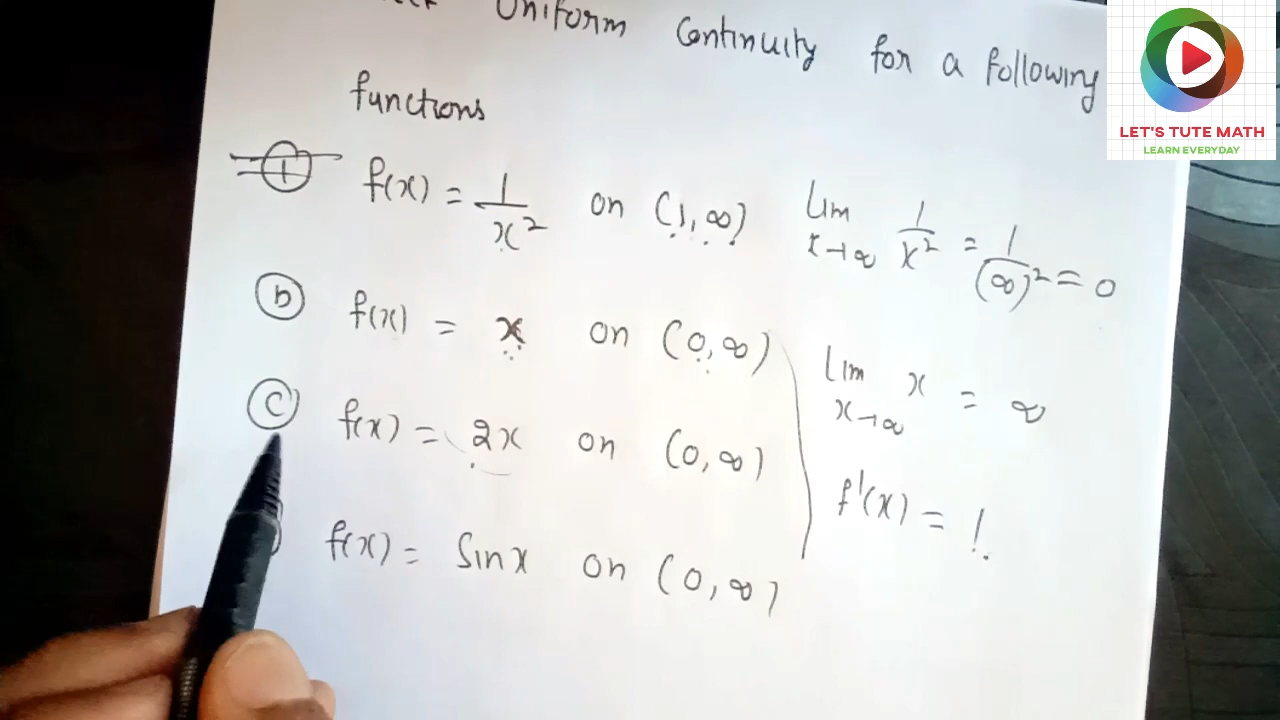 Uniform Continuity for a following
functions
1 f(x) = 1/x² on (1,∞) Lim x→∞ 1/x² = 1/(∞)² = 0
b f(x) = x on (0,∞) Lim x→∞ x = ∞
c f(x) = 2x on (0,∞) f'(x) = 1.
f(x) = Sinx on (0,∞)
LET'S TUTE MATH
LEARN EVERYDAY